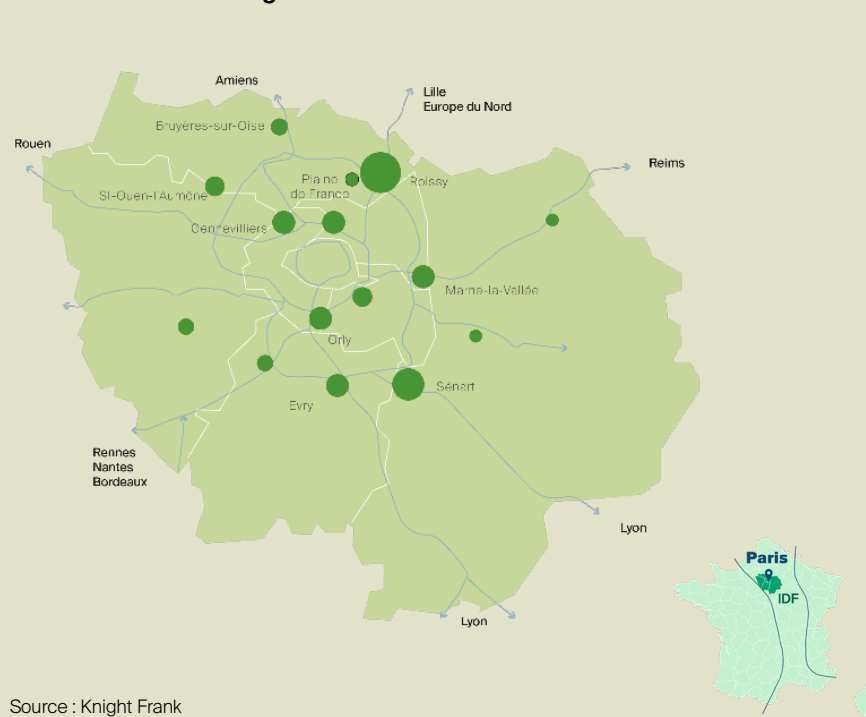 Amiens
Lille
Europe du Nord
Bruyères-sur-Oise
Rouen
Reims
Plaine
de France
Roissy
St-Ouen-l'Aumône
Gennevilliers
Marne-la-Vallée
Orly
Sénart
Evry
Rennes
Nantes
Bordeaux
Lyon
Paris
IDF
Lyon
Source : Knight Frank